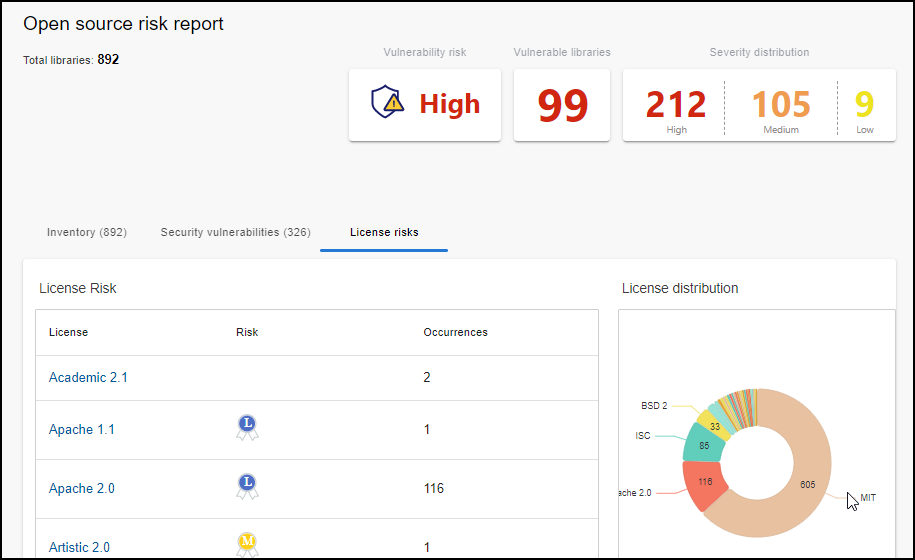 Open source risk report
Total libraries: 892
Vulnerability risk
Vulnerable libraries
Severity distribution
High
99
212
105
9
High
Medium
Low
Inventory (892)
Security vulnerabilities (326)
License risks
License Risk
License
Risk
Occurrences
Academic 2.1
2
Apache 1.1
L
1
Apache 2.0
L
116
Artistic 2.0
M
1
License distribution
BSD 2
33
ISC
85
116
ache 2.0
605
MIT